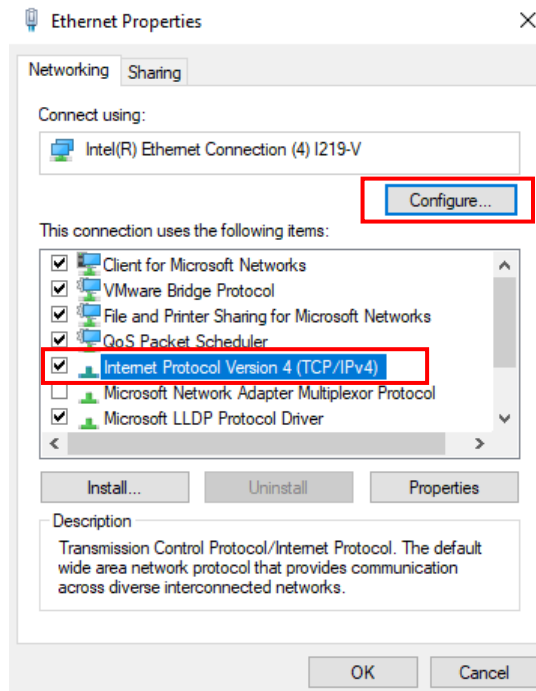 Ethernet Properties
Networking
Sharing
Connect using:
Intel(R) Ethernet Connection (4) I219-V
Configure...
This connection uses the following items:
Client for Microsoft Networks
VMware Bridge Protocol
File and Printer Sharing for Microsoft Networks
QoS Packet Scheduler
Internet Protocol Version 4 (TCP/IPv4)
Microsoft Network Adapter Multiplexor Protocol
Microsoft LLDP Protocol Driver
Install...
Uninstall
Properties
Description
Transmission Control Protocol/Internet Protocol. The default
wide area network protocol that provides communication
across diverse interconnected networks.
OK
Cancel